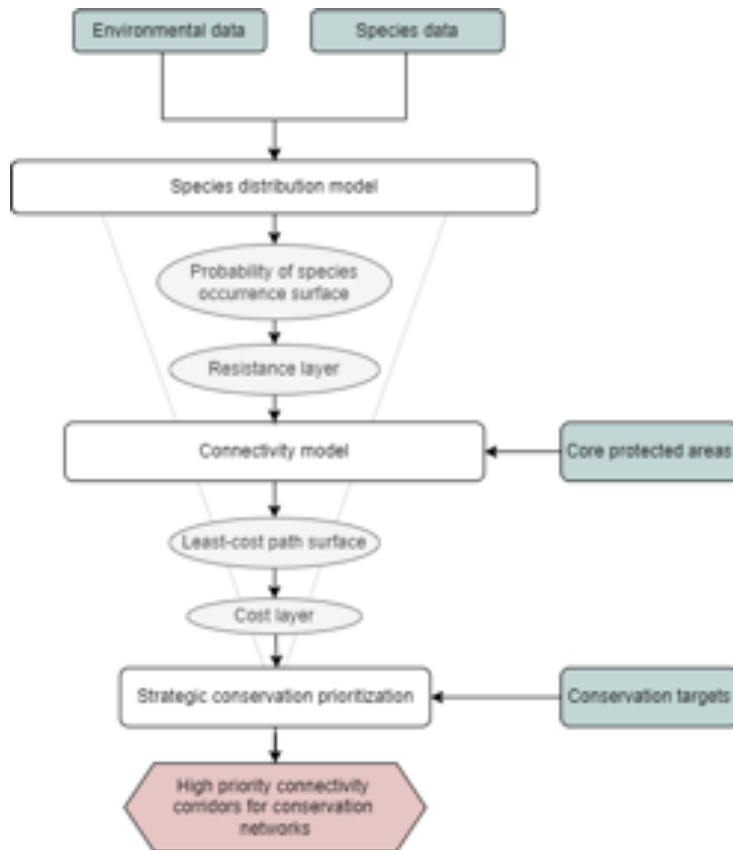 Environmental data
Species data
Species distribution model
Probability of species
occurrence surface
Resistance layer
Connectivity model
Core protected areas
Least-cost path surface
Cost layer
Strategic conservation prioritization
Conservation targets
High priority connectivity
corridors for conservation
networks